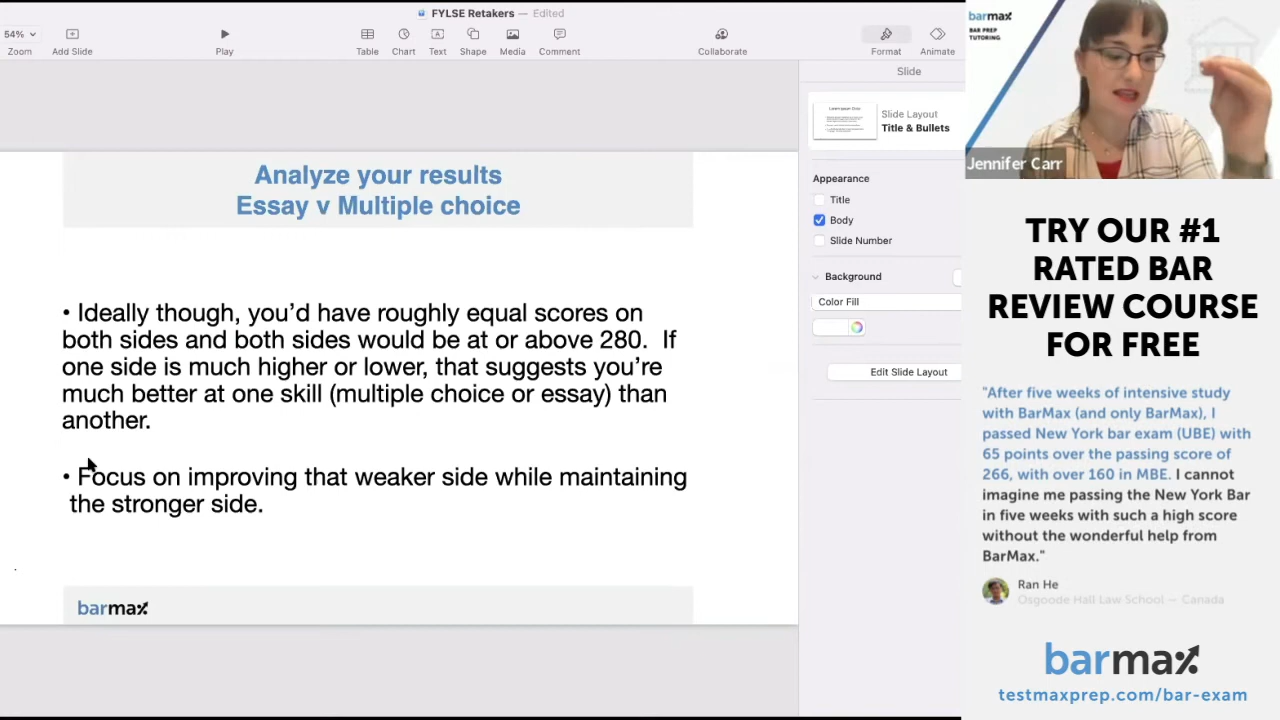 FYLSE Retakers — Edited
54%
Zoom
Add Slide
Play
Table
Chart
Text
Shape
Media
Comment
Collaborate
Format
Animate
Slide
Slide Layout
Title & Bullets
Appearance
Title
Body
Slide Number
Background
Color Fill
Edit Slide Layout
Analyze your results
Essay v Multiple choice
• Ideally though, you’d have roughly equal scores on
both sides and both sides would be at or above 280. If
one side is much higher or lower, that suggests you’re
much better at one skill (multiple choice or essay) than
another.
• Focus on improving that weaker side while maintaining
the stronger side.
barmax
barmax
BAR PREP
TUTORING
Jennifer Carr
TRY OUR #1
RATED BAR
REVIEW COURSE
FOR FREE
"After five weeks of intensive study
with BarMax (and only BarMax), I
passed New York bar exam (UBE) with
65 points over the passing score of
266, with over 160 in MBE. I cannot
imagine me passing the New York Bar
in five weeks with such a high score
without the wonderful help from
BarMax."
Ran He
Osgoode Hall Law School — Canada
barmax
testmaxprep.com/bar-exam